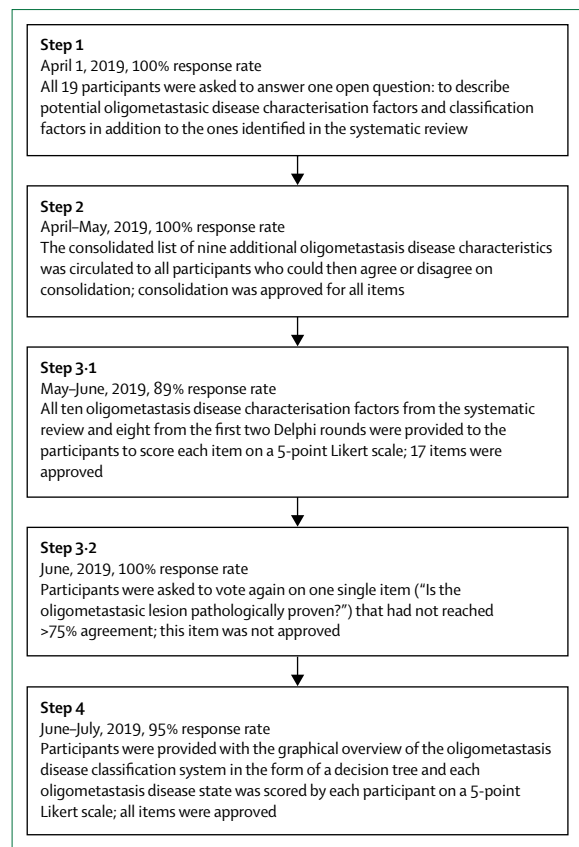 Step 1
April 1, 2019, 100% response rate
All 19 participants were asked to answer one open question: to describe
potential oligometastasic disease characterisation factors and classification
factors in addition to the ones identified in the systematic review
Step 2
April–May, 2019, 100% response rate
The consolidated list of nine additional oligometastasis disease characteristics
was circulated to all participants who could then agree or disagree on
consolidation; consolidation was approved for all items
Step 3·1
May–June, 2019, 89% response rate
All ten oligometastasis disease characterisation factors from the systematic
review and eight from the first two Delphi rounds were provided to the
participants to score each item on a 5-point Likert scale; 17 items were
approved
Step 3·2
June, 2019, 100% response rate
Participants were asked to vote again on one single item (“Is the
oligometastasic lesion pathologically proven?”) that had not reached
>75% agreement; this item was not approved
Step 4
June–July, 2019, 95% response rate
Participants were provided with the graphical overview of the oligometastasis
disease classification system in the form of a decision tree and each
oligometastasis disease state was scored by each participant on a 5-point
Likert scale; all items were approved